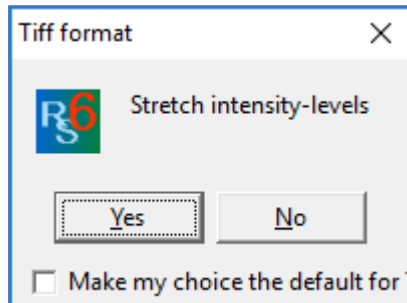 Tiff format
RS6
Stretch intensity-levels
Yes No
Make my choice the default for